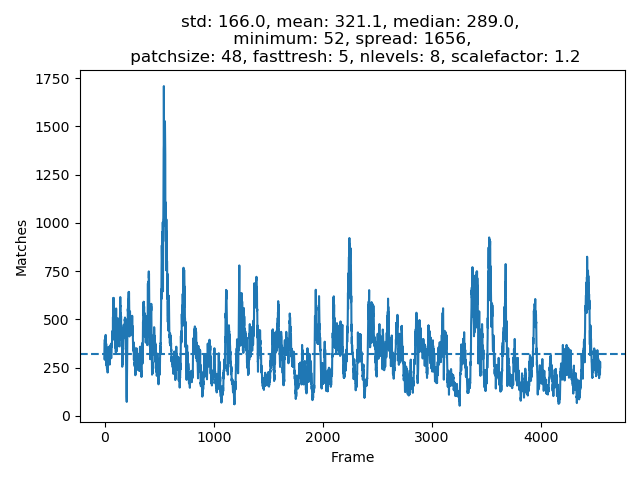 std: 166.0, mean: 321.1, median: 289.0,
minimum: 52, spread: 1656,
patchsize: 48, fasttresh: 5, nlevels: 8, scalefactor: 1.2
1750
1500
1250
1000
750
500
250
0
Matches
0 1000 2000 3000 4000
Frame